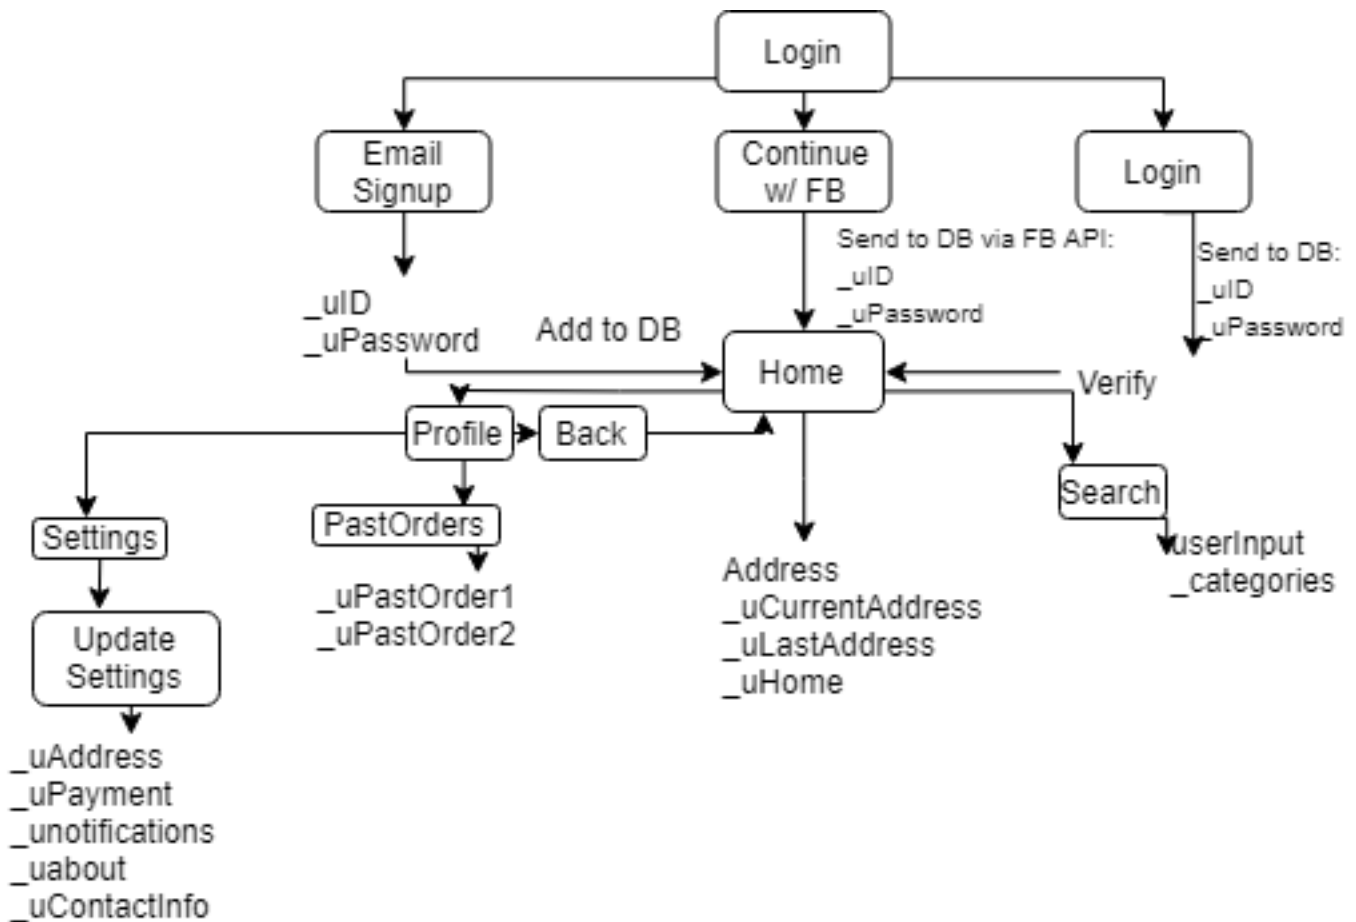 Login
Email
Signup
Continue
w/ FB
Login
Send to DB via FB API:
_uID
_uPassword
Send to DB:
_uID
_uPassword
_uID
_uPassword
Add to DB
Home
Verify
Profile
Back
Search
Settings
PastOrders
userInput
_categories
Address
_uCurrentAddress
_uLastAddress
_uHome
_uPastOrder1
_uPastOrder2
Update
Settings
_uAddress
_uPayment
_unotifications
_uabout
_uContactInfo